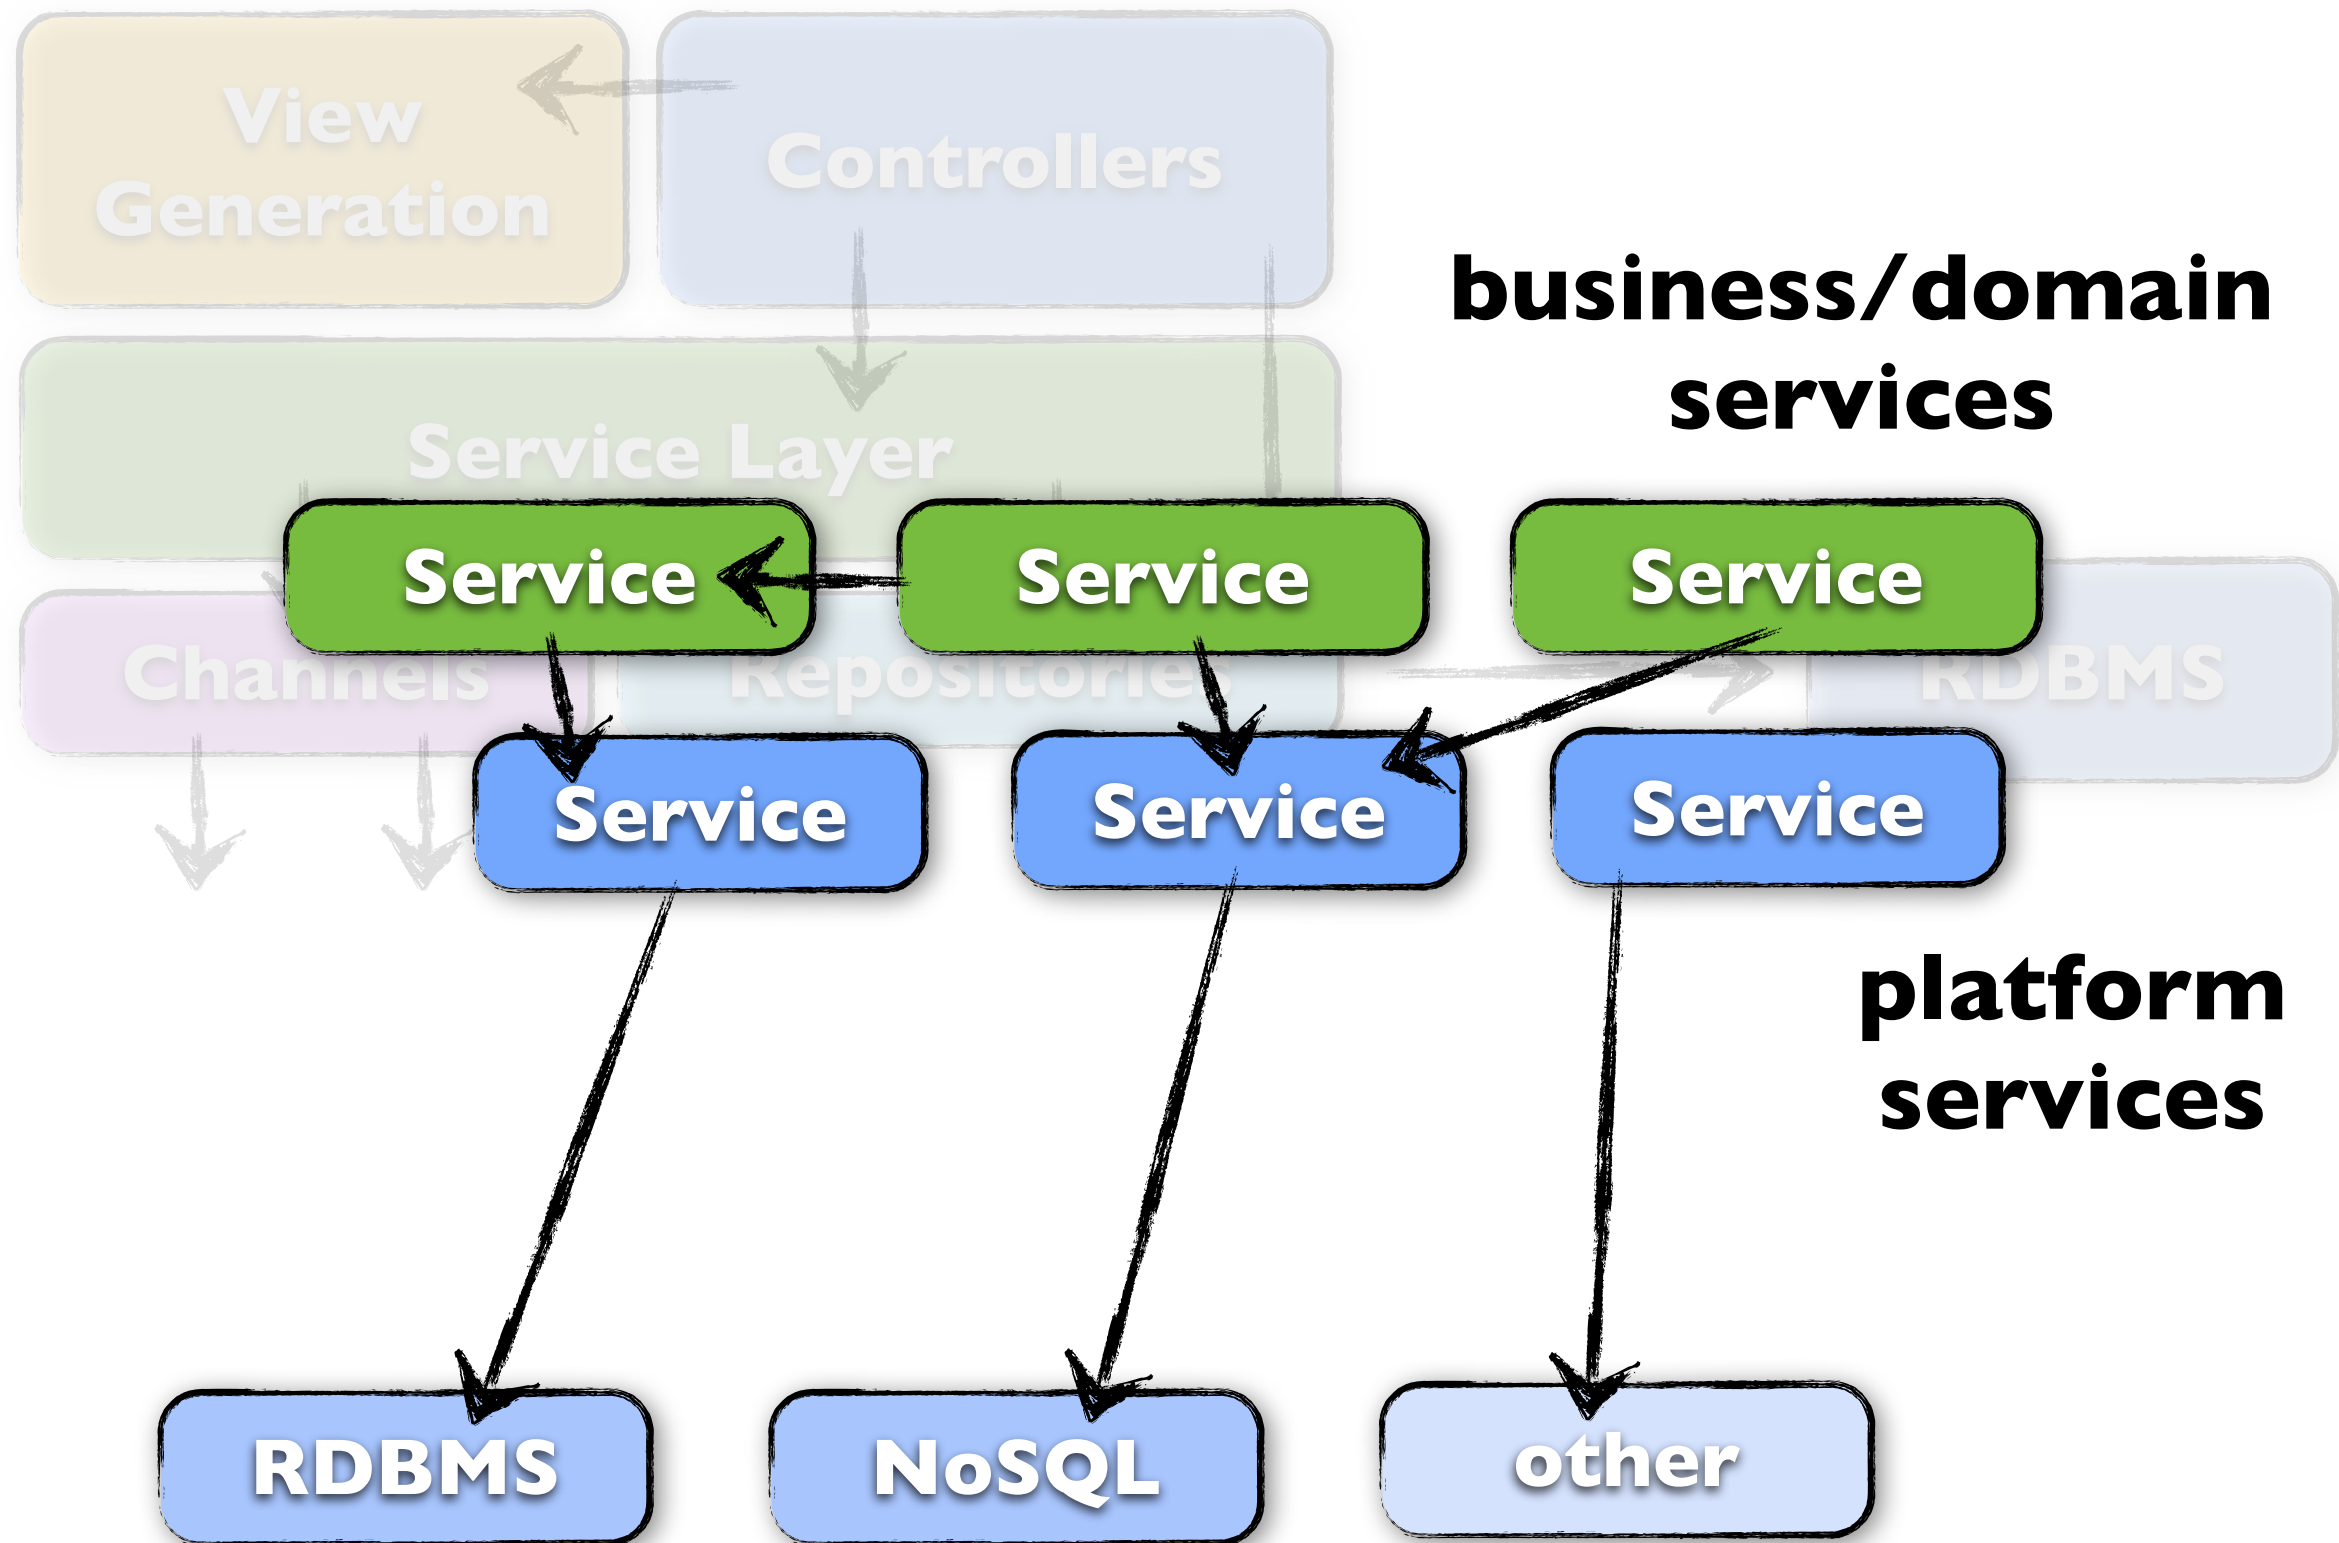 View
Generation
Controllers
business/domain
services
Service Layer
Service
Service
Service
Channels
Repositories
RDBMS
Service
Service
Service
platform
services
RDBMS
NoSQL
other